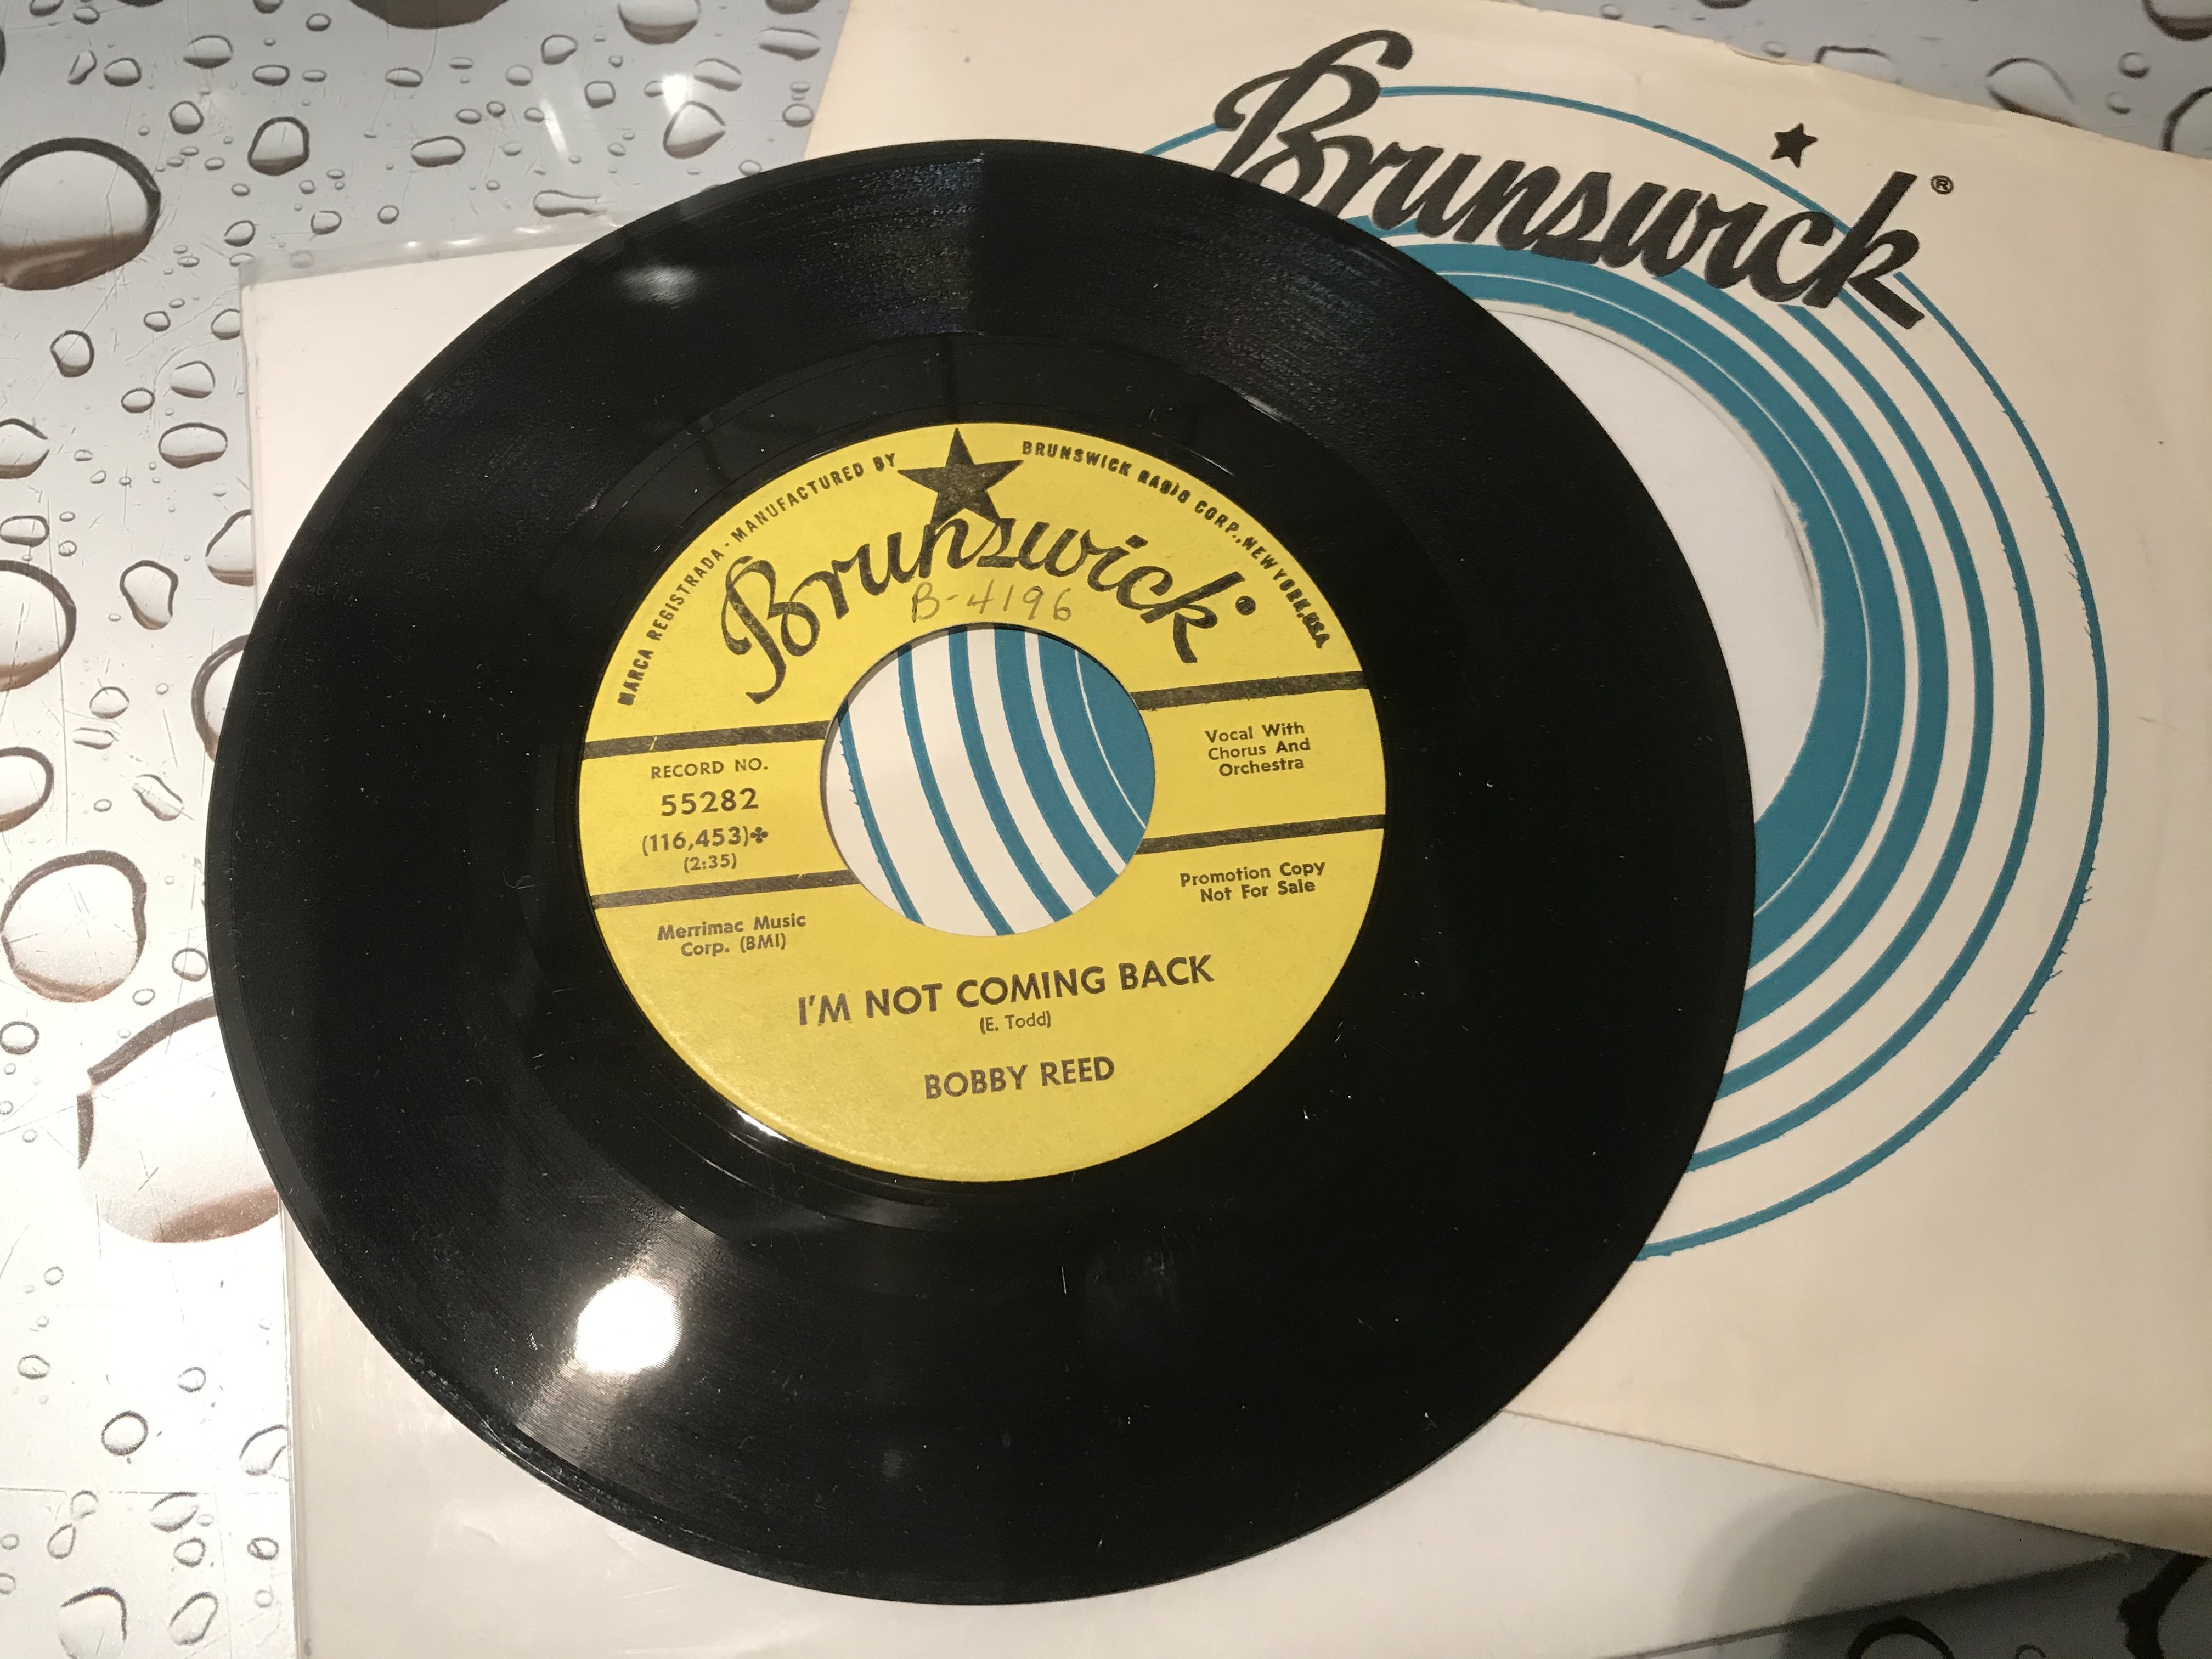 Brunswick®
MARCA REGISTRADA · MANUFACTURED BY BRUNSWICK RADIO CORP., NEW YORK, USA
Brunswick
B-4196
RECORD NO.
55282
(116,453)✤
(2:35)
Vocal With
Chorus And
Orchestra
Merrimac Music
Corp. (BMI)
Promotion Copy
Not For Sale
I'M NOT COMING BACK
(E. Todd)
BOBBY REED